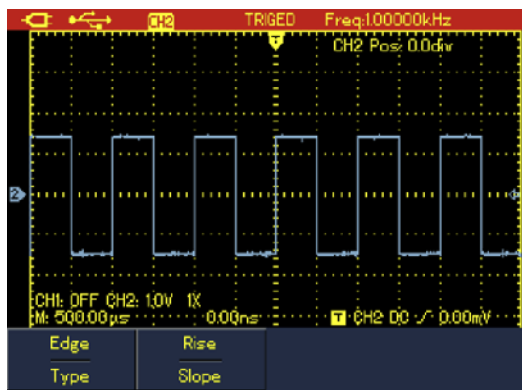 CH2 TRIGED Freq:1.00000kHz
T
CH2 Pos: 0.0div
2
CH1: OFF CH2: 1.0V 1X
M: 500.00μs 0.00ns T CH2 DC 0.00mV
Edge Rise
Type Slope